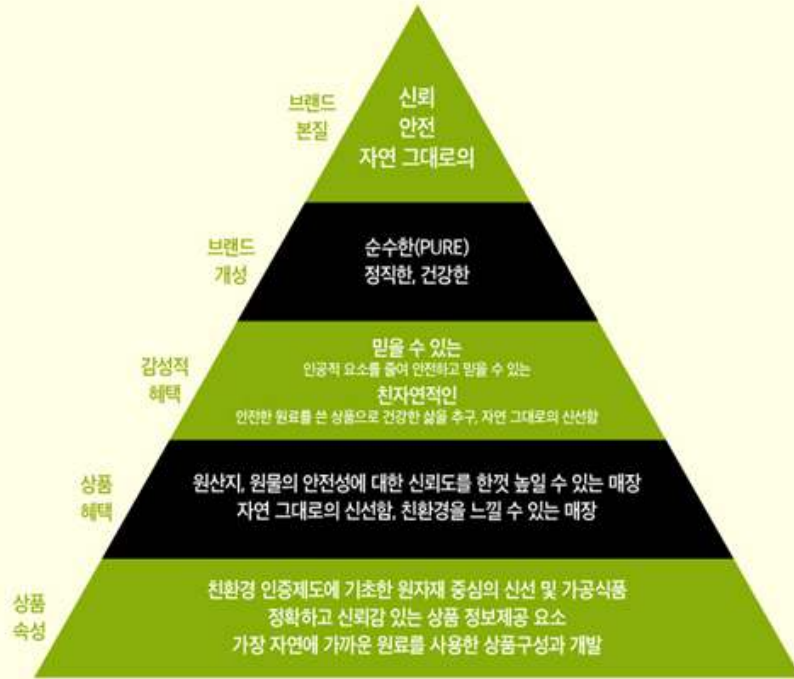 브랜드
본질
신뢰
안전
자연 그대로의
브랜드
개성
순수한(PURE)
정직한, 건강한
감성적
혜택
믿을 수 있는
인공적 요소를 줄여 안전하고 믿을 수 있는
친자연적인
안전한 원료를 쓴 상품으로 건강한 삶을 추구, 자연 그대로의 신선함
상품
혜택
원산지, 원물의 안전성에 대한 신뢰도를 한껏 높일 수 있는 매장
자연 그대로의 신선함, 친환경을 느낄 수 있는 매장
상품
속성
친환경 인증제도에 기초한 원자재 중심의 신선 및 가공식품
정확하고 신뢰감 있는 상품 정보제공 요소
가장 자연에 가까운 원료를 사용한 상품구성과 개발